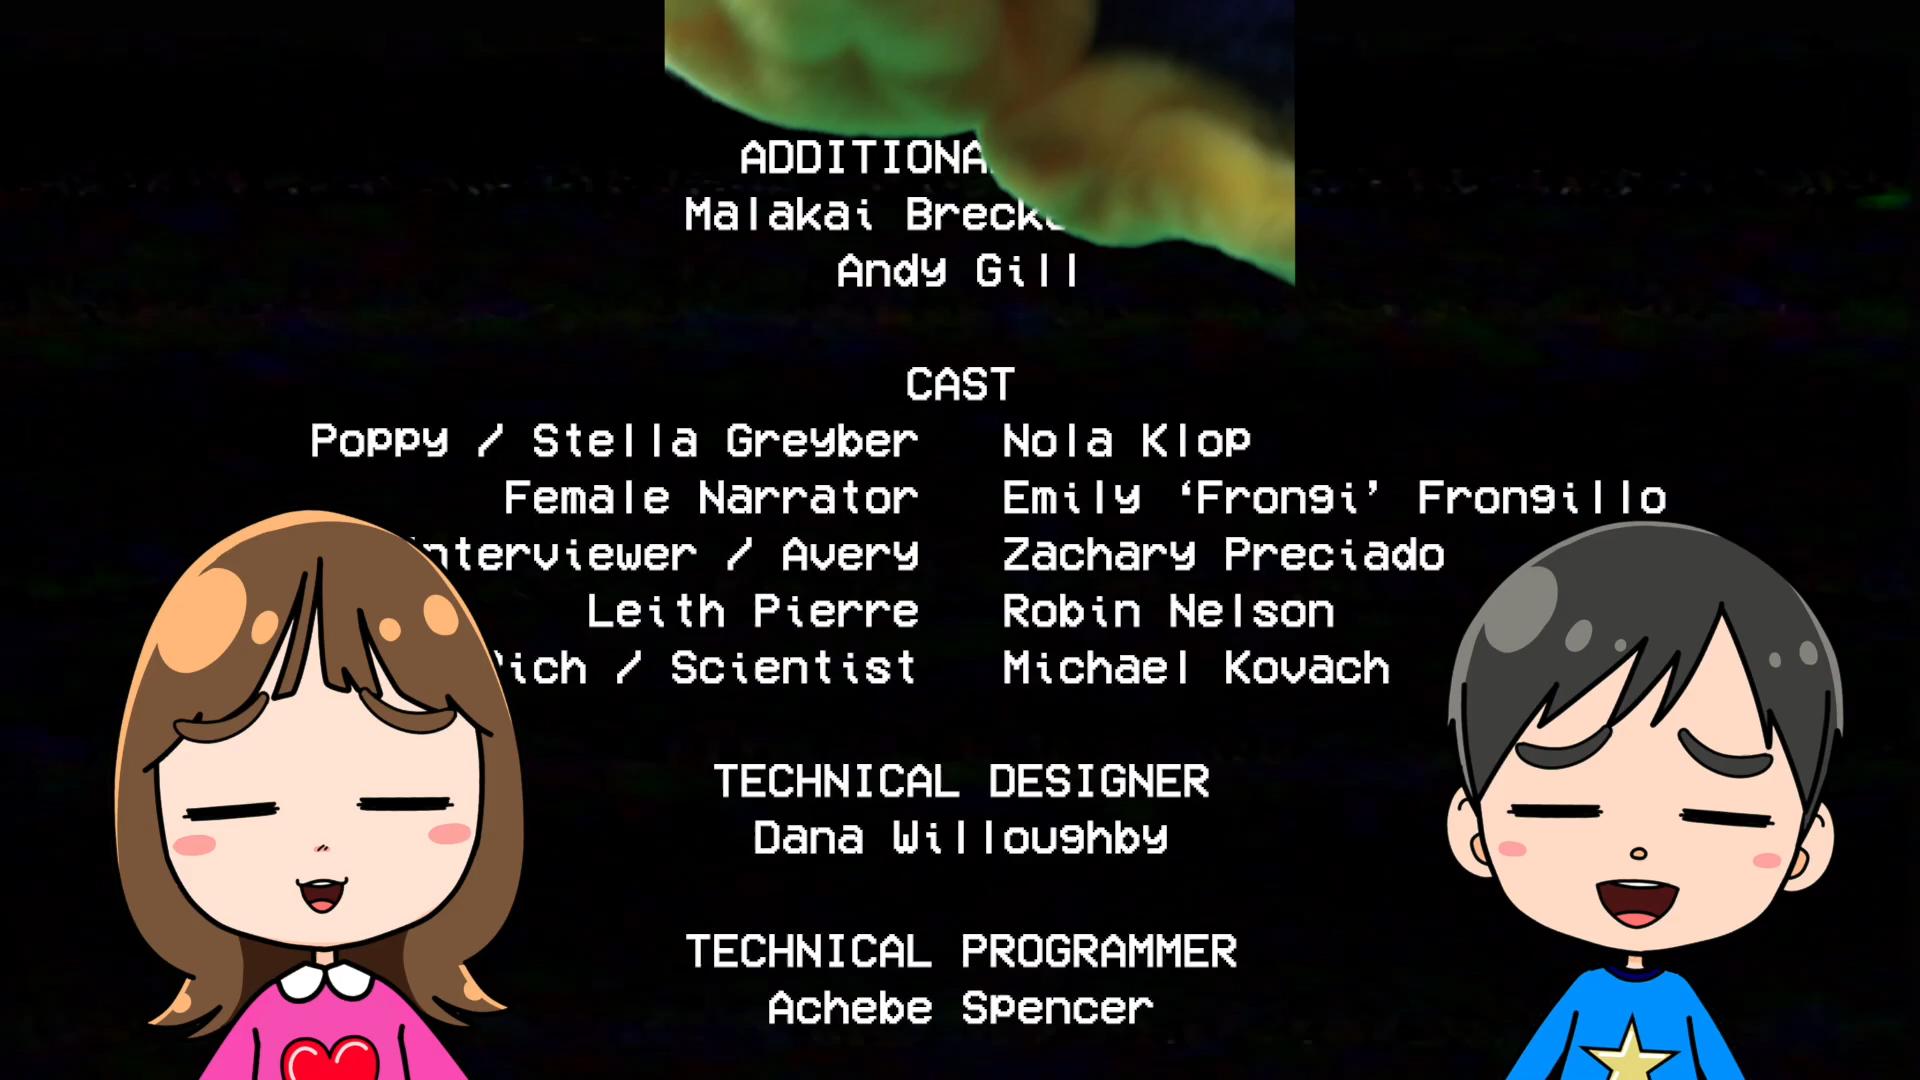 ADDITIONA
Malakai Breck
Andy Gill
CAST
Poppy / Stella Greyber Nola Klop
Female Narrator Emily ‘Frongi’ Frongillo
nterviewer / Avery Zachary Preciado
Leith Pierre Robin Nelson
ich / Scientist Michael Kovach
TECHNICAL DESIGNER
Dana Willoughby
TECHNICAL PROGRAMMER
Achebe Spencer